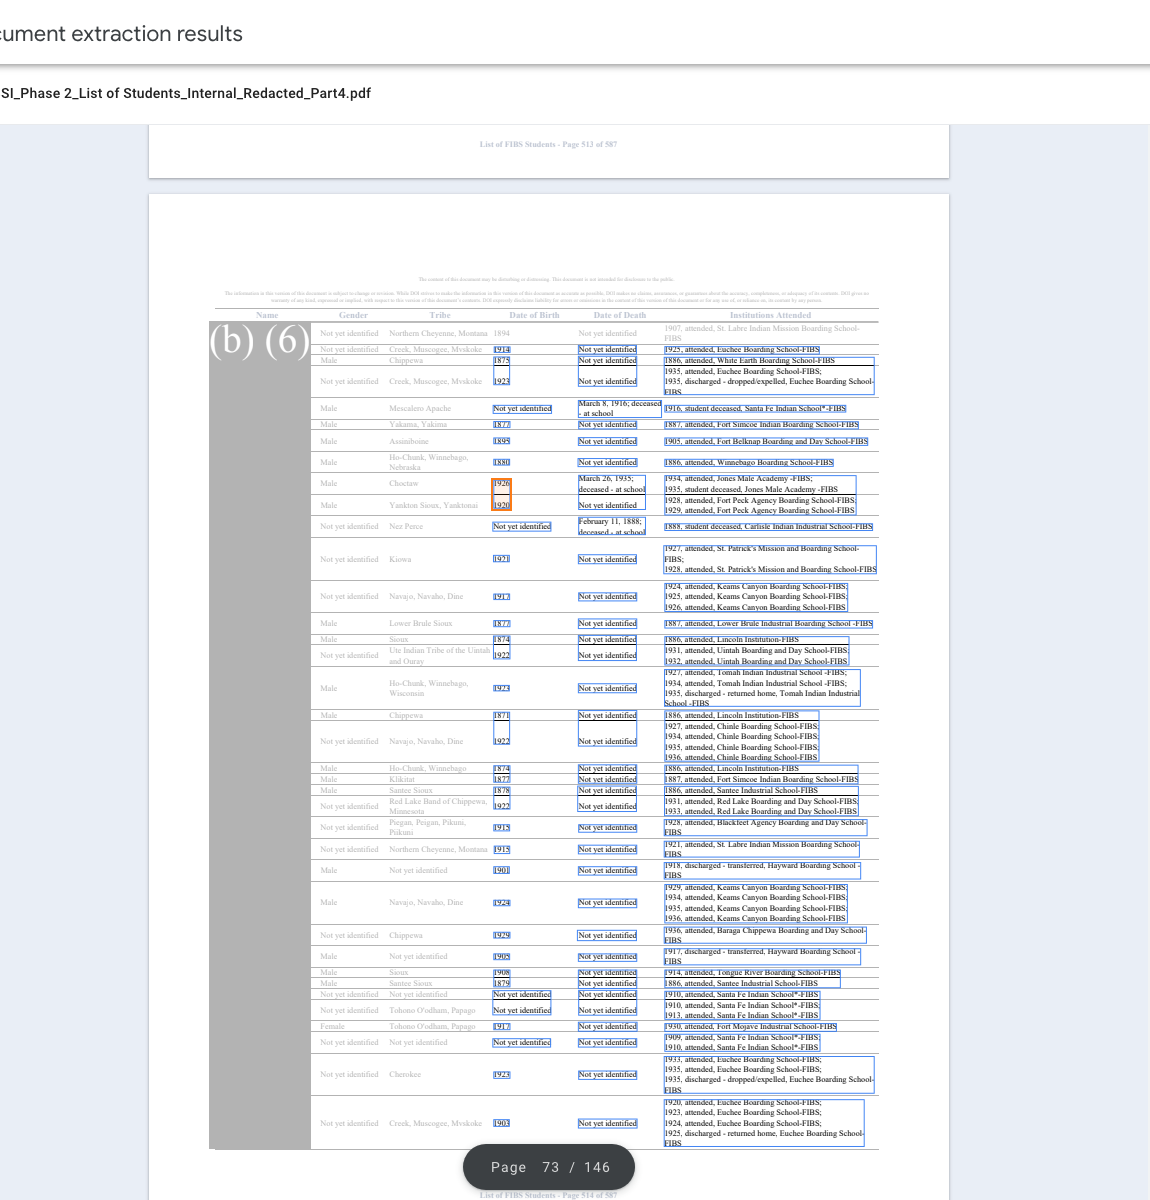 cument extraction results
SI_Phase 2_List of Students_Internal_Redacted_Part4.pdf
List of FIBS Students - Page 513 of 587
The content of this document may be disturbing or distressing. This document is not intended for disclosure to the public.
Name Gender Tribe Date of Birth Date of Death Institutions Attended
(b) (6)
Not yet identified Northern Cheyenne, Montana 1894 Not yet identified 1907, attended, St. Labre Indian Mission Boarding School-
FIBS
Not yet identified Creek, Muscogee, Mvskoke 1914 Not yet identified 1925, attended, Euchee Boarding School-FIBS
Male Chippewa 1875 Not yet identified 1886, attended, White Earth Boarding School-FIBS
Not yet identified Creek, Muscogee, Mvskoke 1923 Not yet identified 1935, attended, Euchee Boarding School-FIBS;
1935, discharge - dropped/expelled, Euchee Boarding School-
FIBS
Male Mescalero Apache Not yet identified March 8, 1916; deceased
- at school 1916, student deceased, Santa Fe Indian School*-FIBS
Male Yakama, Yakima 1877 Not yet identified 1887, attended, Fort Simcoe Indian Boarding School-FIBS
Male Assiniboine 1895 Not yet identified 1905, attended, Fort Belknap Boarding and Day School-FIBS
Male Ho-Chunk, Winnebago,
Nebraska 1880 Not yet identified 1886, attended, Winnebago Boarding School-FIBS
Male Choctaw 1926 March 26, 1935;
deceased - at school 1934, attended, Jones Male Academy -FIBS;
1935, student deceased, Jones Male Academy -FIBS
Male Yankton Sioux, Yanktonai 1920 Not yet identified 1928, attended, Fort Peck Agency Boarding School-FIBS;
1929, attended, Fort Peck Agency Boarding School-FIBS
Not yet identified Nez Perce Not yet identified February 11, 1888;
deceased - at school 1888, student deceased, Carlisle Indian Industrial School-FIBS
Not yet identified Kiowa 1921 Not yet identified 1927, attended, St. Patrick's Mission and Boarding School-
FIBS;
1928, attended, St. Patrick's Mission and Boarding School-FIBS
Not yet identified Navajo, Navaho, Dine 1917 Not yet identified 1924, attended, Keams Canyon Boarding School-FIBS;
1925, attended, Keams Canyon Boarding School-FIBS;
1926, attended, Keams Canyon Boarding School-FIBS
Male Lower Brule Sioux 1877 Not yet identified 1887, attended, Lower Brule Industrial Boarding School -FIBS
Male Sioux 1874 Not yet identified 1886, attended, Lincoln Institution-FIBS
Not yet identified Ute Indian Tribe of the Uintah
and Ouray 1922 Not yet identified 1931, attended, Uintah Boarding and Day School-FIBS;
1932, attended, Uintah Boarding and Day School-FIBS
Male Ho-Chunk, Winnebago,
Wisconsin 1923 Not yet identified 1927, attended, Tomah Indian Industrial School -FIBS;
1934, attended, Tomah Indian Industrial School -FIBS;
1935, discharge - returned home, Tomah Indian Industrial
School -FIBS
Male Chippewa 1871 Not yet identified 1886, attended, Lincoln Institution-FIBS
Not yet identified Navajo, Navaho, Dine 1922 Not yet identified 1927, attended, Chinle Boarding School-FIBS;
1934, attended, Chinle Boarding School-FIBS;
1935, attended, Chinle Boarding School-FIBS;
1936, attended, Chinle Boarding School-FIBS
Male Ho-Chunk, Winnebago 1874 Not yet identified 1886, attended, Lincoln Institution-FIBS
Male Klikitat 1877 Not yet identified 1887, attended, Fort Simcoe Indian Boarding School-FIBS
Male Santee Sioux 1878 Not yet identified 1886, attended, Santee Industrial School-FIBS
Not yet identified Red Lake Band of Chippewa,
Minnesota 1922 Not yet identified 1931, attended, Red Lake Boarding and Day School-FIBS;
1933, attended, Red Lake Boarding and Day School-FIBS
Not yet identified Piegan, Peigan, Pikuni,
Piikuni 1915 Not yet identified 1928, attended, Blackfeet Agency Boarding and Day School-
FIBS
Not yet identified Northern Cheyenne, Montana 1915 Not yet identified 1921, attended, St. Labre Indian Mission Boarding School-
FIBS
Male Not yet identified 1901 Not yet identified 1918, discharged - transferred, Hayward Boarding School -
FIBS
Male Navajo, Navaho, Dine 1924 Not yet identified 1929, attended, Keams Canyon Boarding School-FIBS;
1934, attended, Keams Canyon Boarding School-FIBS;
1935, attended, Keams Canyon Boarding School-FIBS;
1936, attended, Keams Canyon Boarding School-FIBS
Not yet identified Chippewa 1929 Not yet identified 1936, attended, Baraga Chippewa Boarding and Day School-
FIBS
Male Not yet identified 1905 Not yet identified 1917, discharged - transferred, Hayward Boarding School -
FIBS
Male Sioux 1908 Not yet identified 1914, attended, Tongue River Boarding School-FIBS
Male Santee Sioux 1879 Not yet identified 1886, attended, Santee Industrial School-FIBS
Not yet identified Not yet identified Not yet identified Not yet identified 1910, attended, Santa Fe Indian School*-FIBS
Not yet identified Tohono O'odham, Papago Not yet identified Not yet identified 1910, attended, Santa Fe Indian School*-FIBS;
1913, attended, Santa Fe Indian School*-FIBS
Female Tohono O'odham, Papago 1917 Not yet identified 1930, attended, Fort Mojave Industrial School-FIBS
Not yet identified Not yet identified Not yet identified Not yet identified 1909, attended, Santa Fe Indian School*-FIBS;
1910, attended, Santa Fe Indian School*-FIBS
Not yet identified Cherokee 1923 Not yet identified 1933, attended, Euchee Boarding School-FIBS;
1935, attended, Euchee Boarding School-FIBS;
1935, discharge - dropped/expelled, Euchee Boarding School-
FIBS
Not yet identified Creek, Muscogee, Mvskoke 1903 Not yet identified 1920, attended, Euchee Boarding School-FIBS;
1923, attended, Euchee Boarding School-FIBS;
1924, attended, Euchee Boarding School-FIBS;
1925, discharge - returned home, Euchee Boarding School-
FIBS
Page 73 / 146
List of FIBS Students - Page 514 of 587